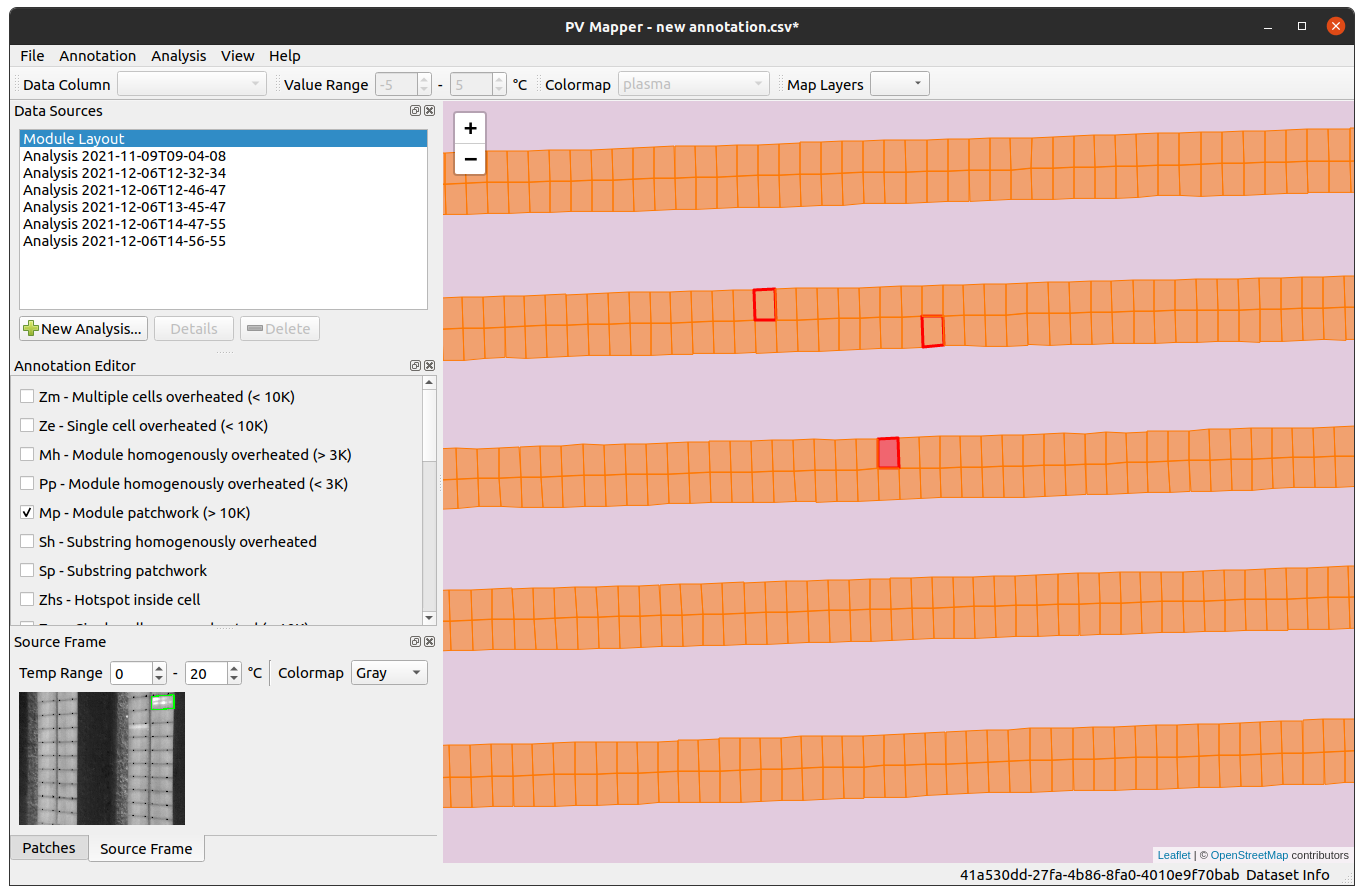 PV Mapper - new annotation.csv*
File Annotation Analysis View Help
Data Column Value Range -5 - 5 °C Colormap plasma Map Layers
Data Sources
Module Layout
Analysis 2021-11-09T09-04-08
Analysis 2021-12-06T12-32-34
Analysis 2021-12-06T12-46-47
Analysis 2021-12-06T13-45-47
Analysis 2021-12-06T14-47-55
Analysis 2021-12-06T14-56-55
New Analysis... Details Delete
Annotation Editor
Zm - Multiple cells overheated (< 10K)
Ze - Single cell overheated (< 10K)
Mh - Module homogenously overheated (> 3K)
Pp - Module homogenously overheated (< 3K)
Mp - Module patchwork (> 10K)
Sh - Substring homogenously overheated
Sp - Substring patchwork
Zhs - Hotspot inside cell
Source Frame
Temp Range 0 - 20 °C Colormap Gray
Patches Source Frame
+
−
Leaflet | © OpenStreetMap contributors
41a530dd-27fa-4b86-8fa0-4010e9f70bab Dataset Info